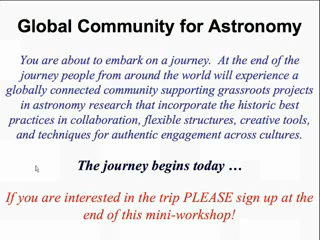 Global Community for Astronomy
You are about to embark on a journey. At the end of the
journey people from around the world will experience a
globally connected community supporting grassroots projects
in astronomy research that incorporate the historic best
practices in collaboration, flexible structures, creative tools,
and techniques for authentic engagement across cultures.
The journey begins today …
If you are interested in the trip PLEASE sign up at the
end of this mini-workshop!